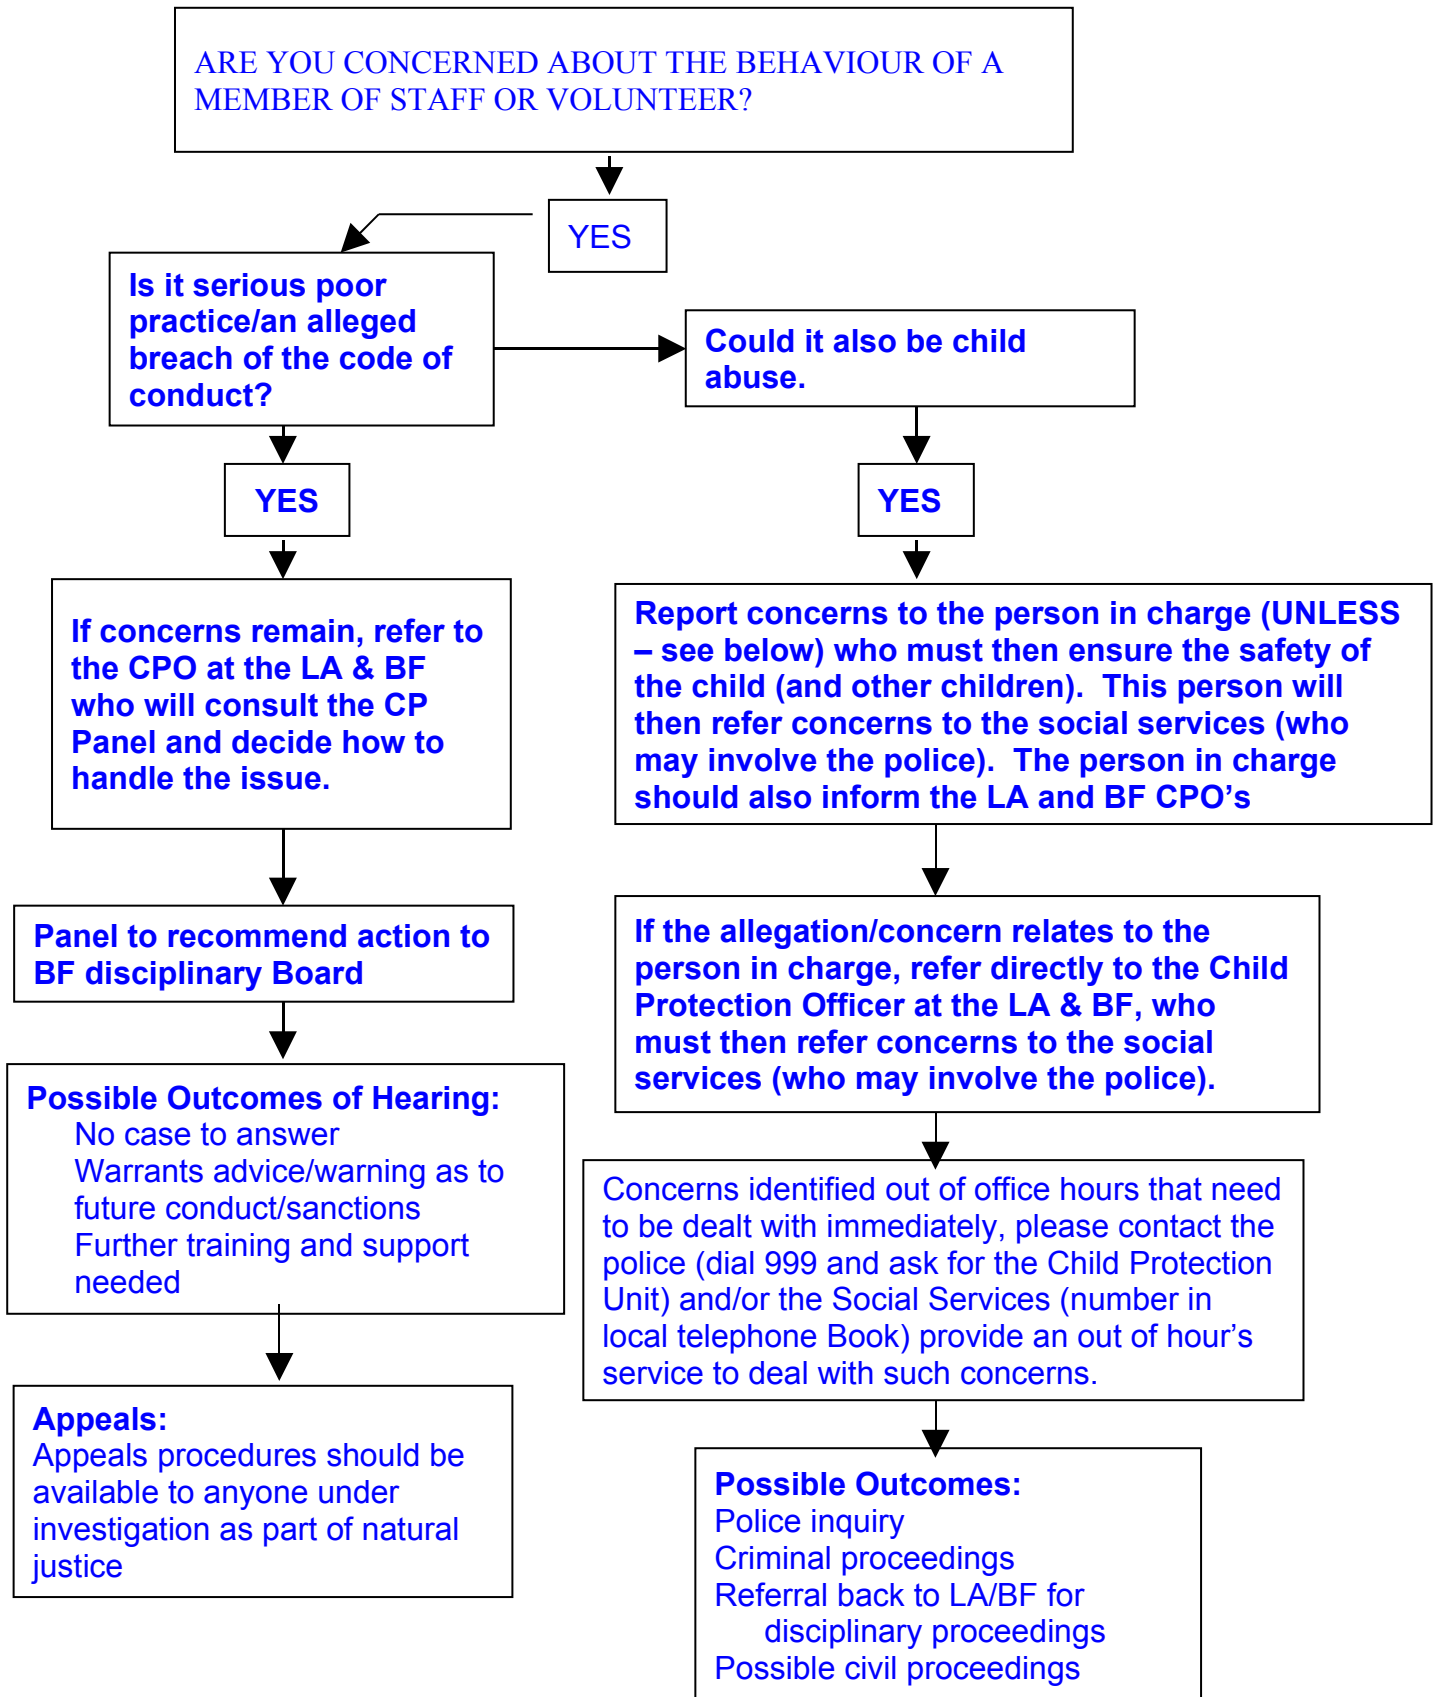 ARE YOU CONCERNED ABOUT THE BEHAVIOUR OF A
MEMBER OF STAFF OR VOLUNTEER?
YES
Is it serious poor
practice/an alleged
breach of the code of
conduct?
Could it also be child
abuse.
YES
YES
If concerns remain, refer to
the CPO at the LA & BF
who will consult the CP
Panel and decide how to
handle the issue.
Report concerns to the person in charge (UNLESS
– see below) who must then ensure the safety of
the child (and other children).  This person will
then refer concerns to the social services (who
may involve the police).  The person in charge
should also inform the LA and BF CPO’s
Panel to recommend action to
BF disciplinary Board
If the allegation/concern relates to the
person in charge, refer directly to the Child
Protection Officer at the LA & BF, who
must then refer concerns to the social
services (who may involve the police).
Possible Outcomes of Hearing:
No case to answer
Warrants advice/warning as to
future conduct/sanctions
Further training and support
needed
Concerns identified out of office hours that need
to be dealt with immediately, please contact the
police (dial 999 and ask for the Child Protection
Unit) and/or the Social Services (number in
local telephone Book) provide an out of hour’s
service to deal with such concerns.
Appeals:
Appeals procedures should be
available to anyone under
investigation as part of natural
justice
Possible Outcomes:
Police inquiry
Criminal proceedings
Referral back to LA/BF for
disciplinary proceedings
Possible civil proceedings